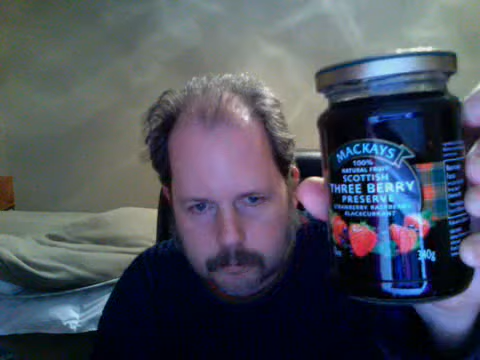 MACKAYS
100%
NATURAL FRUIT
SCOTTISH
THREE BERRY
PRESERVE
STRAWBERRY RASPBERRY
BLACKCURRANT
340g